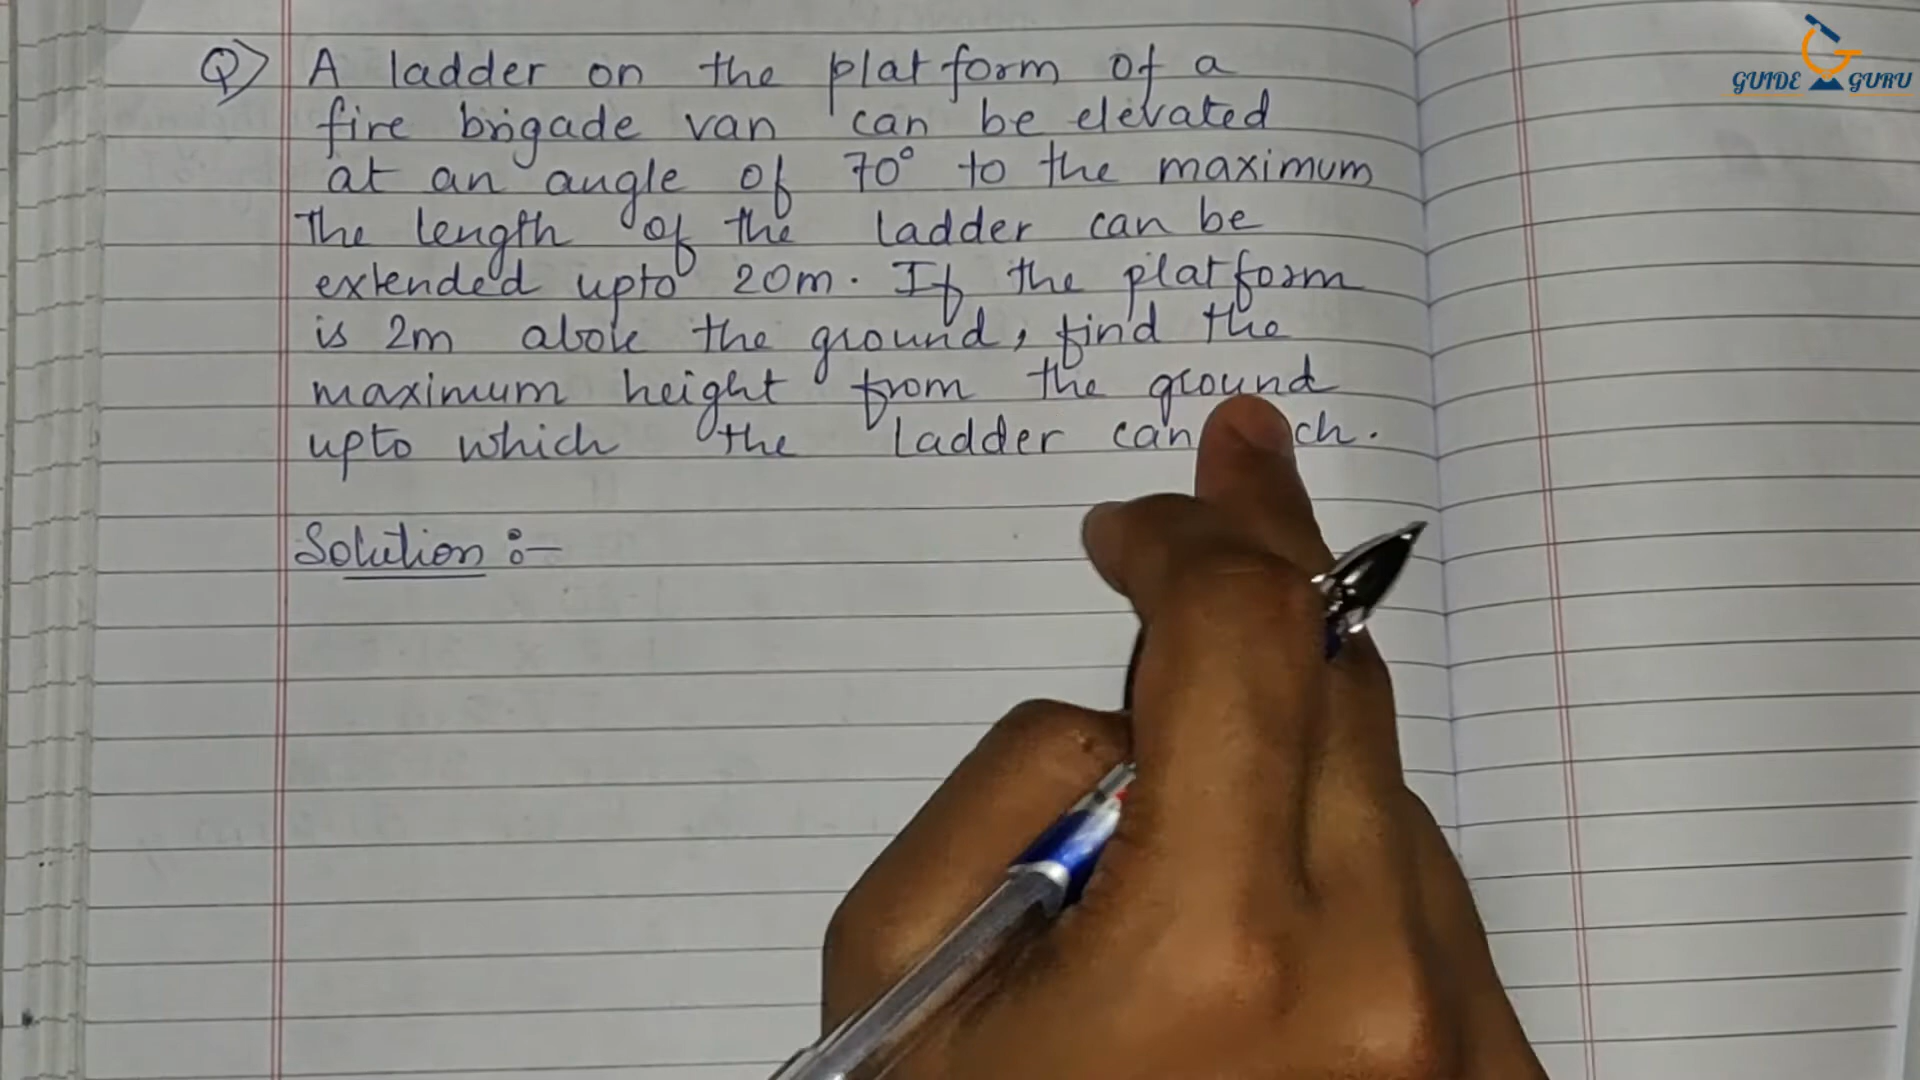 Q) A ladder on the platform of a
fire brigade van can be elevated
at an angle of 70° to the maximum
The length of the ladder can be
extended upto 20m. If the platform
is 2m above the ground, find the
maximum height from the ground
upto which the ladder can ch.
Solution :-
GUIDE GURU